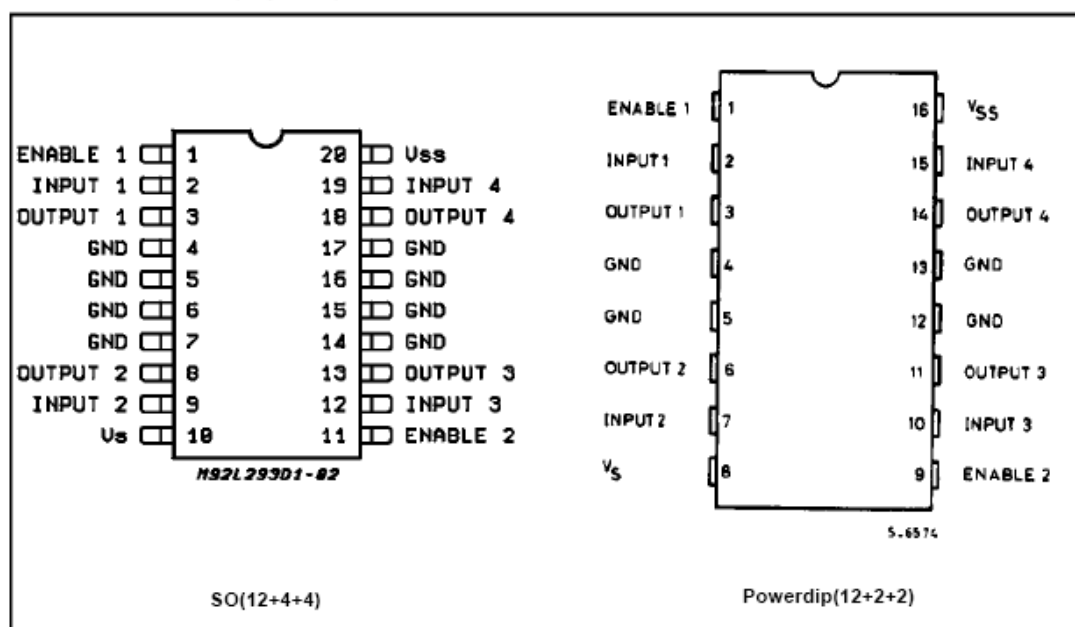 ENABLE 1 1 20 Vss
INPUT 1 2 19 INPUT 4
OUTPUT 1 3 18 OUTPUT 4
GND 4 17 GND
GND 5 16 GND
GND 6 15 GND
GND 7 14 GND
OUTPUT 2 8 13 OUTPUT 3
INPUT 2 9 12 INPUT 3
Vs 10 11 ENABLE 2
M92L293D1-02
SO(12+4+4)
ENABLE 1 1 16 VSS
INPUT 1 2 15 INPUT 4
OUTPUT 1 3 14 OUTPUT 4
GND 4 13 GND
GND 5 12 GND
OUTPUT 2 6 11 OUTPUT 3
INPUT 2 7 10 INPUT 3
VS 8 9 ENABLE 2
S-6574
Powerdip(12+2+2)